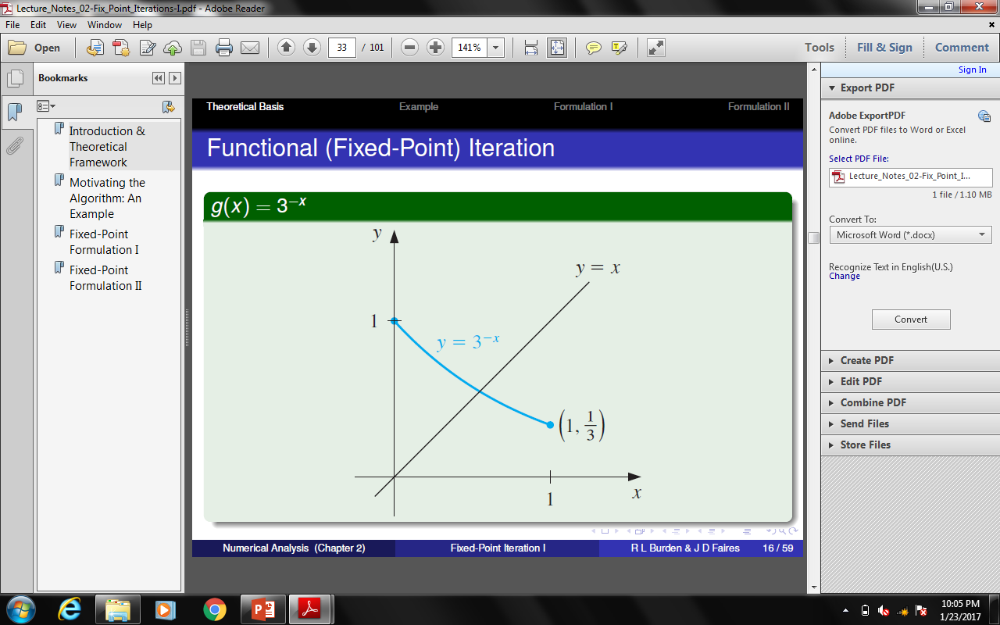 Lecture_Notes_02-Fix_Point_Iterations-I.pdf - Adobe Reader
File Edit View Window Help
Open 33 / 101 141% Tools Fill & Sign Comment
Sign In
Bookmarks
Introduction &
Theoretical
Framework
Motivating the
Algorithm: An
Example
Fixed-Point
Formulation I
Fixed-Point
Formulation II
Theoretical Basis Example Formulation I Formulation II
Functional (Fixed-Point) Iteration
g(x) = 3⁻ˣ
y
y = x
1
y = 3⁻ˣ
(1, 1/3)
1
x
Numerical Analysis (Chapter 2) Fixed-Point Iteration I R L Burden & J D Faires 16 / 59
Export PDF
Adobe ExportPDF
Convert PDF files to Word or Excel
online.
Select PDF File:
Lecture_Notes_02-Fix_Point_I...
1 file / 1.10 MB
Convert To:
Microsoft Word (*.docx)
Recognize Text in English(U.S.)
Change
Convert
Create PDF
Edit PDF
Combine PDF
Send Files
Store Files
10:05 PM
1/23/2017